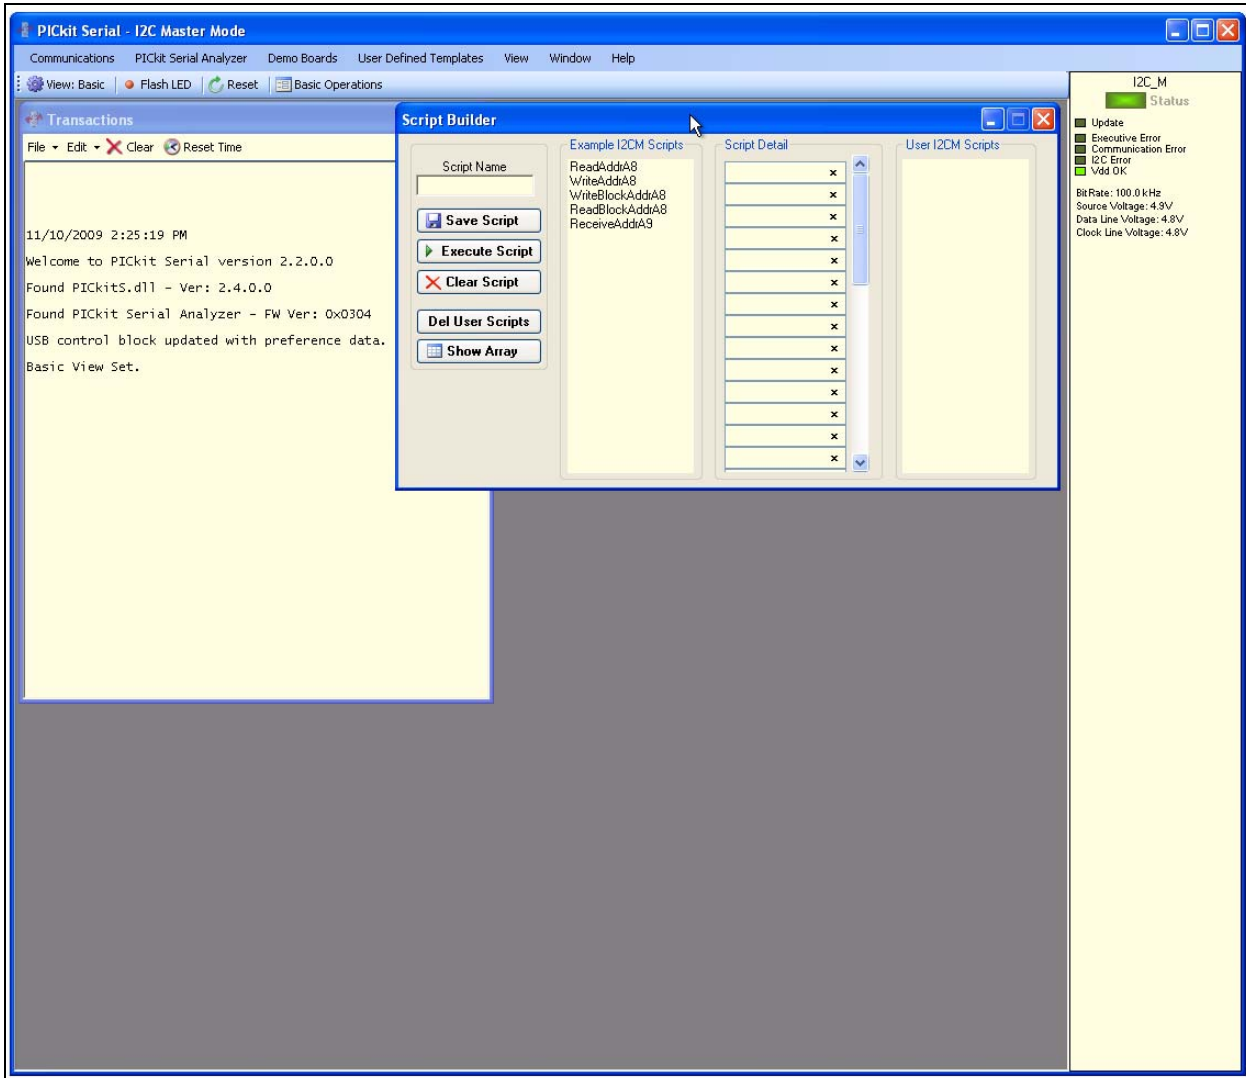 PICkit Serial - I2C Master Mode
Communications PICkit Serial Analyzer Demo Boards User Defined Templates View Window Help
View: Basic Flash LED Reset Basic Operations
Transactions
File Edit Clear Reset Time
11/10/2009 2:25:19 PM
Welcome to PICkit Serial version 2.2.0.0
Found PICkitS.dll - Ver: 2.4.0.0
Found PICkit Serial Analyzer - FW Ver: 0x0304
USB control block updated with preference data.
Basic View Set.
Script Builder
Script Name
Save Script
Execute Script
Clear Script
Del User Scripts
Show Array
Example I2CM Scripts
ReadAddrA8
WriteAddrA8
WriteBlockAddrA8
ReadBlockAddrA8
ReceiveAddrA9
Script Detail
User I2CM Scripts
I2C_M
Status
Update
Executive Error
Communication Error
I2C Error
Vdd OK
Bit Rate: 100.0 kHz
Source Voltage: 4.9V
Data Line Voltage: 4.8V
Clock Line Voltage: 4.8V